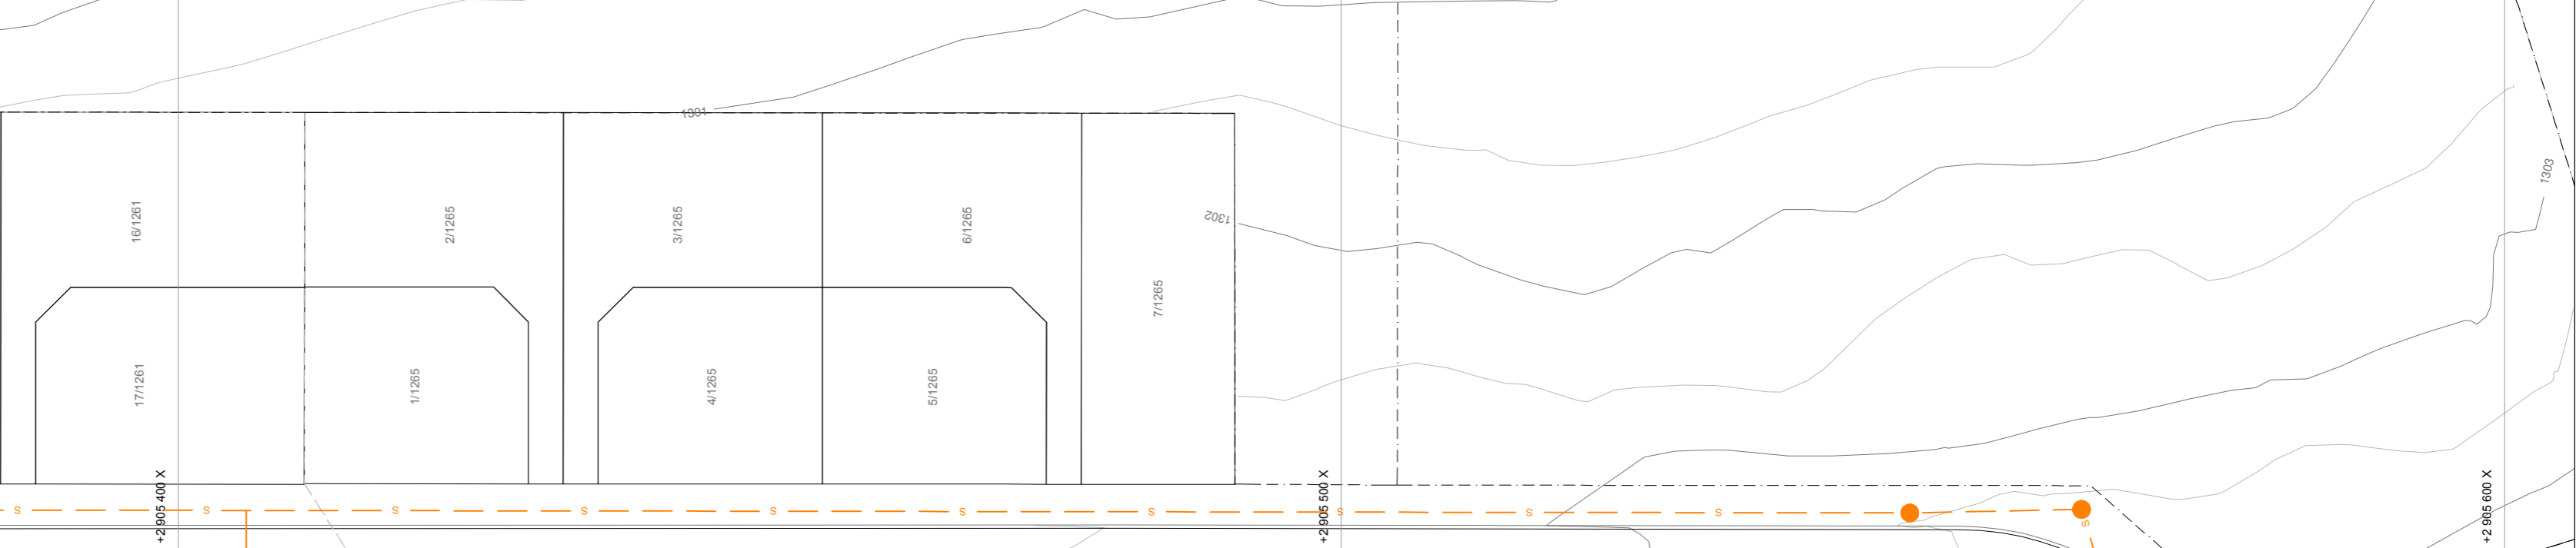 1301
1303
16/1261
2/1265
3/1265
6/1265
1302
7/1265
17/1261
1/1265
4/1265
5/1265
+2 905 400 X
+2 905 500 X
+2 905 600 X
S
S
S
S
S
S
S
S
S
S
S